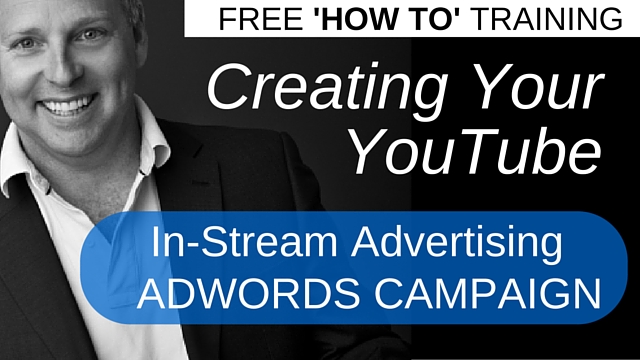 FREE 'HOW TO' TRAINING
Creating Your
YouTube
In-Stream Advertising
ADWORDS CAMPAIGN